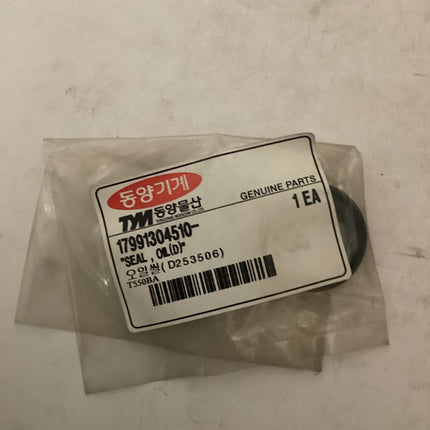 동양기계
TYM 동양물산
GENUINE PARTS
1 EA
17991304510-
"SEAL , OIL(D)"
오일씰(D253506)
T550BA